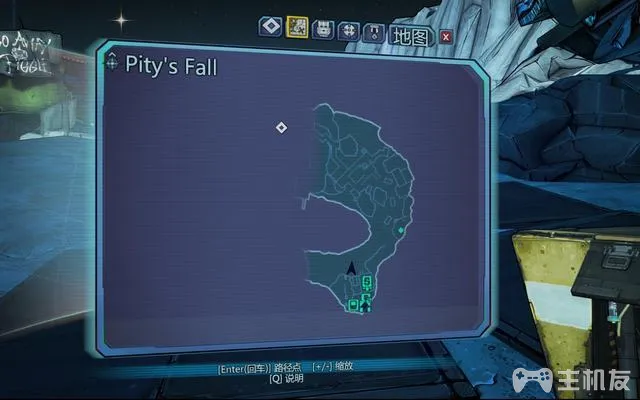 地图
Pity's Fall
[Enter(回车)] 路径点 [+/-] 缩放
[Q] 说明
主机友